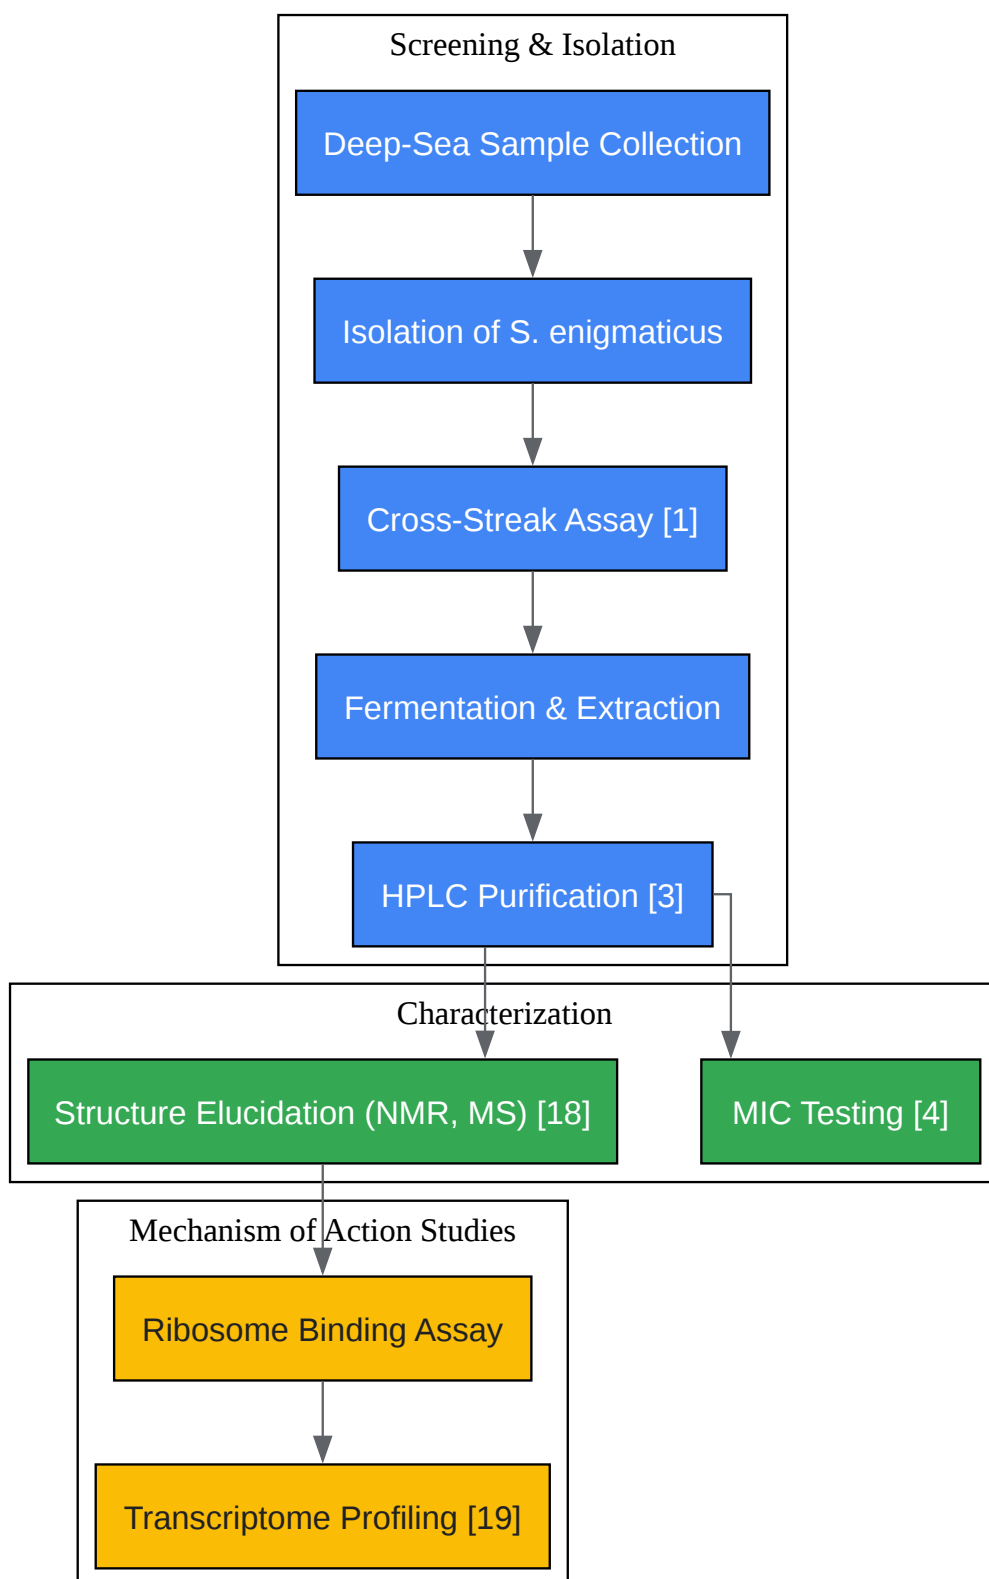 Screening & Isolation
Deep-Sea Sample Collection
Isolation of S. enigmaticus
Cross-Streak Assay [1]
Fermentation & Extraction
HPLC Purification [3]
Characterization
Structure Elucidation (NMR, MS) [18]
MIC Testing [4]
Mechanism of Action Studies
Ribosome Binding Assay
Transcriptome Profiling [19]